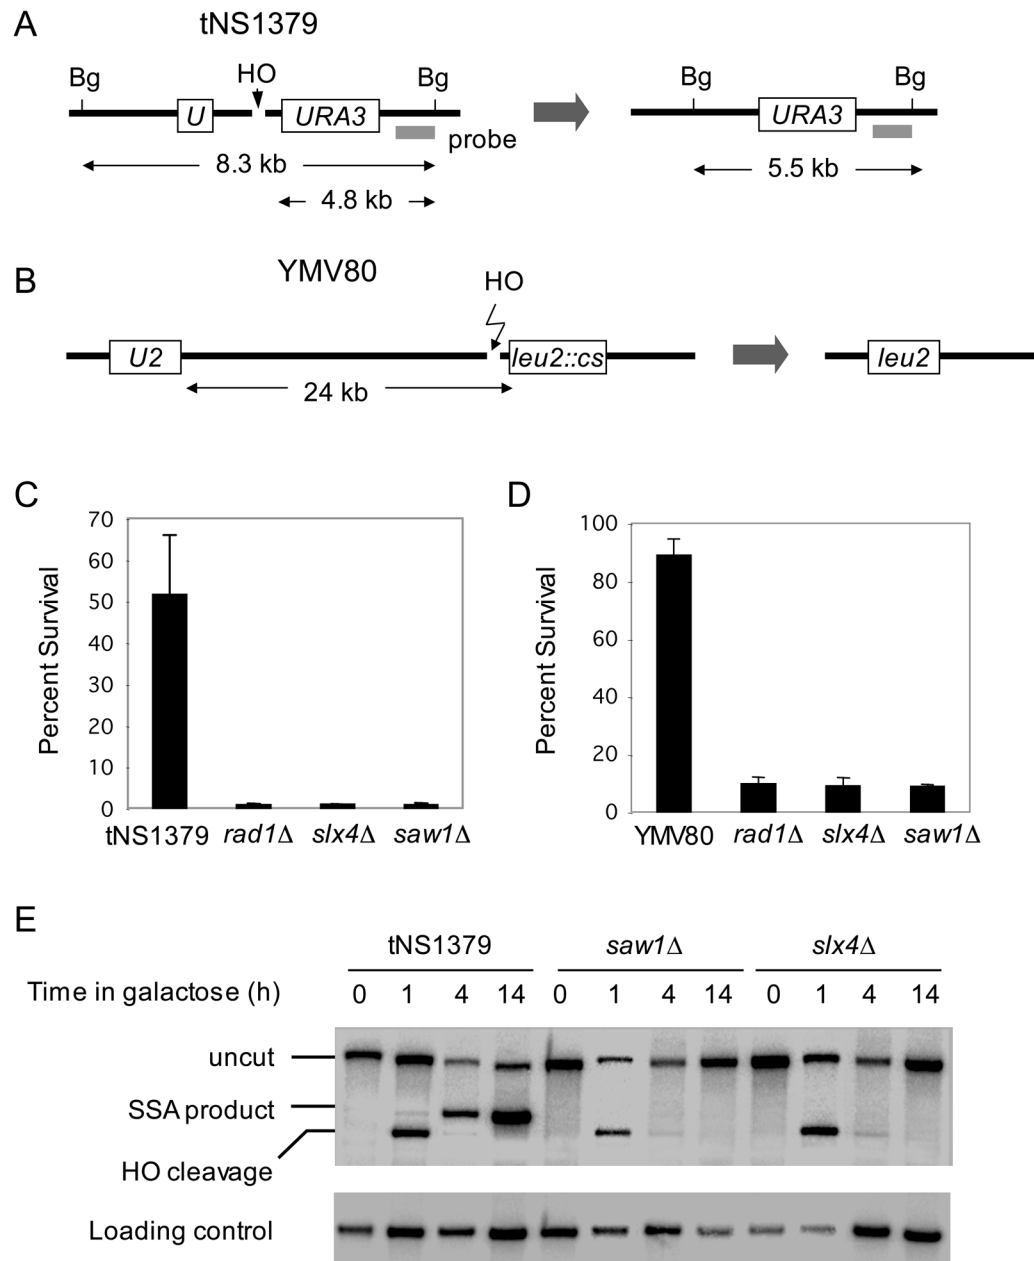 A
tNS1379
Bg HO Bg
U URA3
probe
8.3 kb
4.8 kb
Bg Bg
URA3
5.5 kb
B
YMV80
HO
U2 leu2::cs
24 kb
leu2
C
Percent Survival
70
60
50
40
30
20
10
0
tNS1379 rad1Δ slx4Δ saw1Δ
D
Percent Survival
100
80
60
40
20
0
YMV80 rad1Δ slx4Δ saw1Δ
E
tNS1379 saw1Δ slx4Δ
Time in galactose (h) 0 1 4 14 0 1 4 14 0 1 4 14
uncut
SSA product
HO cleavage
Loading control